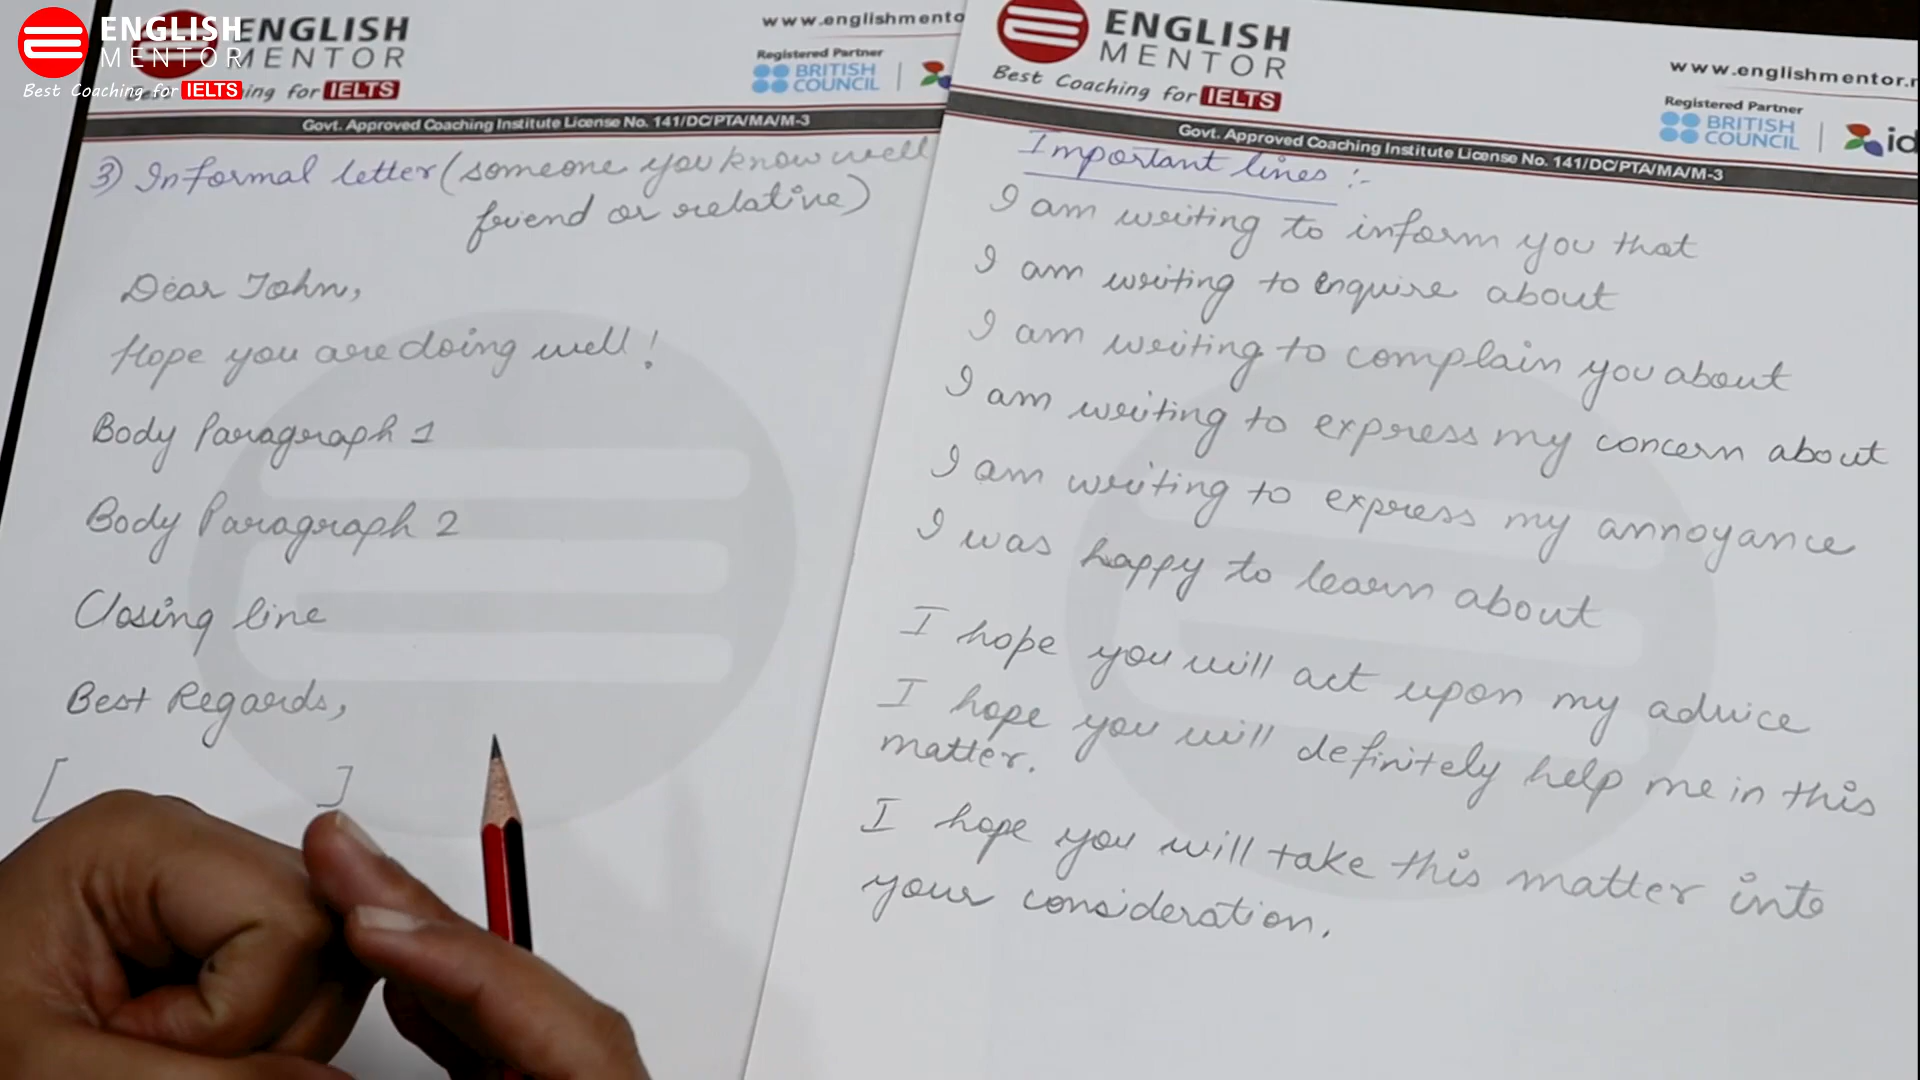 ENGLISH
MENTOR
Best Coaching for IELTS
ENGLISH
MENTOR
ing for IELTS
www.englishmento
Registered Partner
BRITISH
COUNCIL
Govt. Approved Coaching Institute License No. 141/DC/PTA/MA/M-3
3) Informal letter (someone you know well
friend or relative)
Dear John,
Hope you are doing well!
Body Paragraph 1
Body Paragraph 2
Closing line
Best Regards,
[ ]
ENGLISH
MENTOR
Best Coaching for IELTS
www.englishmentor.n
Registered Partner
BRITISH
COUNCIL
id
Govt. Approved Coaching Institute License No. 141/DC/PTA/MA/M-3
Important lines :-
I am writing to inform you that
I am writing to enquire about
I am writing to complain you about
I am writing to express my concern about
I am writing to express my annoyance
I was happy to learn about
I hope you will act upon my advice
I hope you will definitely help me in this
matter.
I hope you will take this matter into
your consideration.